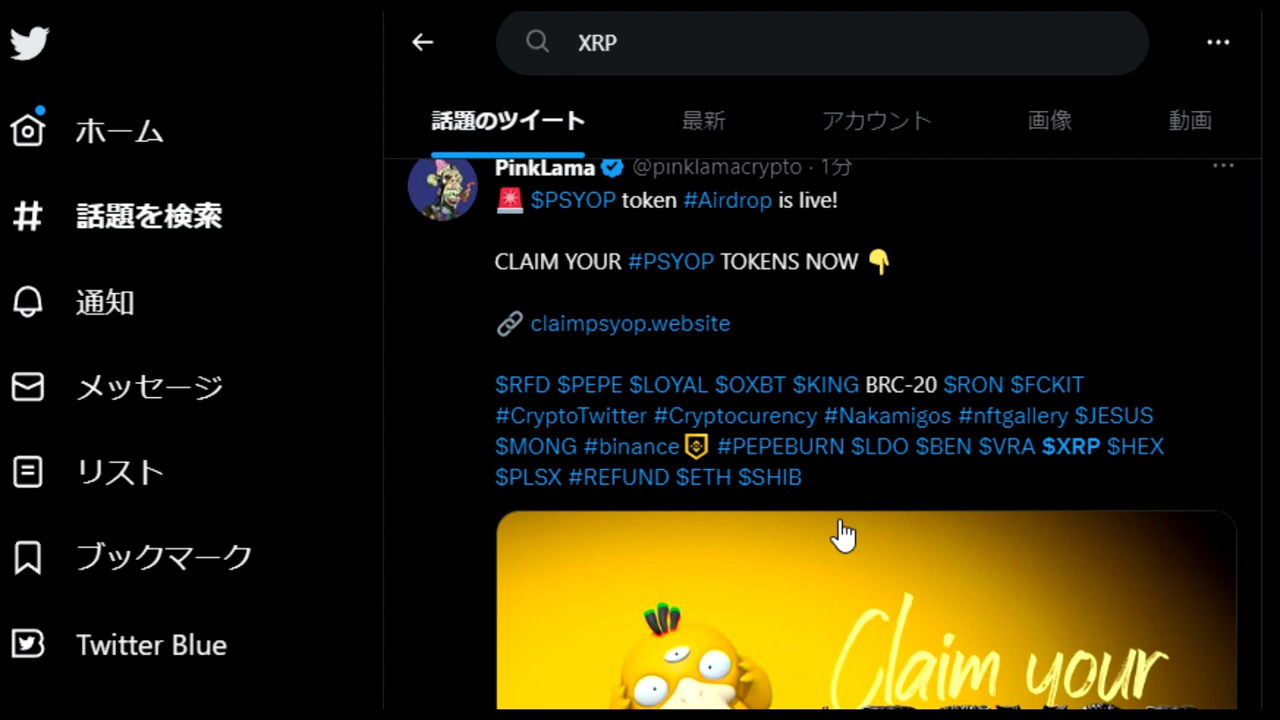 XRP
話題のツイート 最新 アカウント 画像 動画
ホーム
話題を検索
通知
メッセージ
リスト
ブックマーク
Twitter Blue
PinkLama @pinklamacrypto · 1分
🚨 $PSYOP token #Airdrop is live!
CLAIM YOUR #PSYOP TOKENS NOW 👇
🔗 claimpsyop.website
$RFD $PEPE $LOYAL $OXBT $KING BRC-20 $RON $FCKIT
#CryptoTwitter #Cryptocurency #Nakamigos #nftgallery $JESUS
$MONG #binance #PEPEBURN $LDO $BEN $VRA $XRP $HEX
$PLSX #REFUND $ETH $SHIB
Claim your